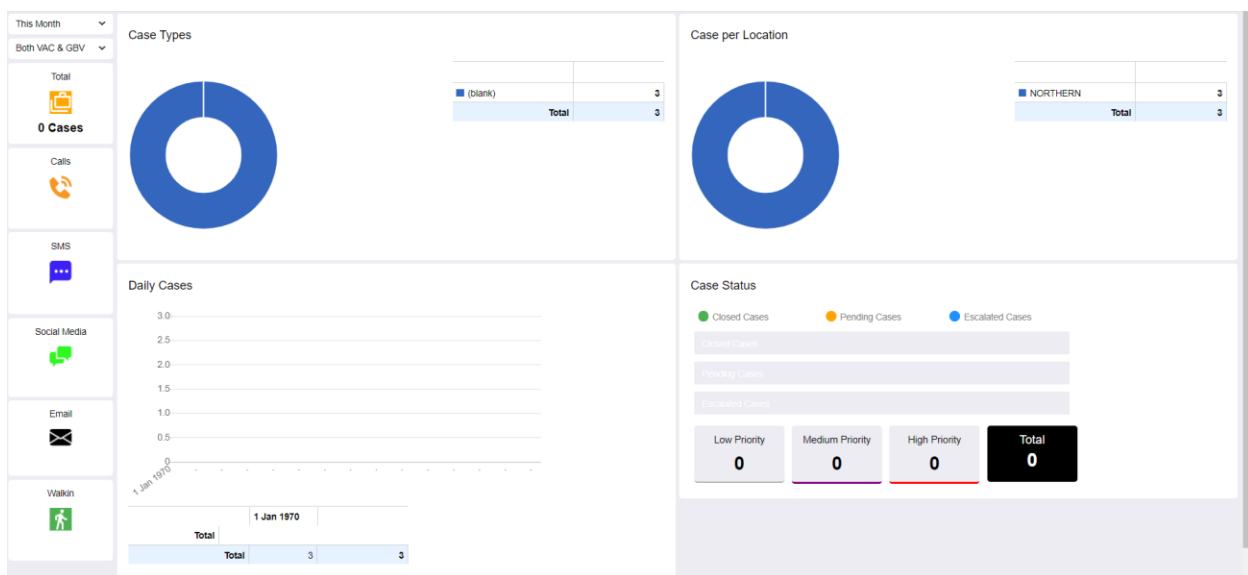 This Month
Both VAC & GBV
Total
0 Cases
Calls
SMS
Social Media
Email
Walkin
Case Types
(blank) 3
Total 3
Case per Location
NORTHERN 3
Total 3
Daily Cases
3.0
2.5
2.0
1.5
1.0
0.5
0
1 Jan 1970
1 Jan 1970
Total
Total 3 3
Case Status
Closed Cases Pending Cases Escalated Cases
Closed Cases
Pending Cases
Escalated Cases
Low Priority Medium Priority High Priority Total
0 0 0 0